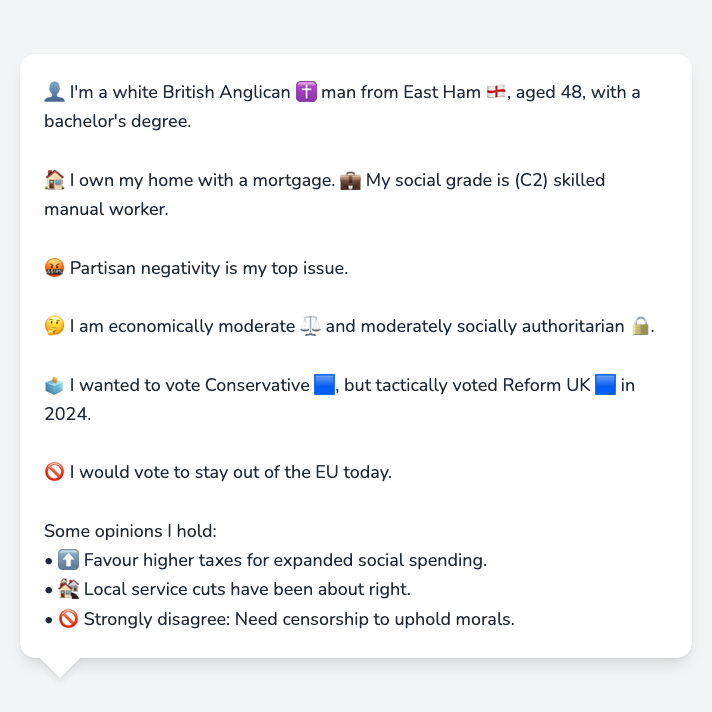 👤 I'm a white British Anglican ✝️ man from East Ham 🏴󠁧󠁢󠁥󠁮󠁧󠁿, aged 48, with a
bachelor's degree.
🏠 I own my home with a mortgage. 💼 My social grade is (C2) skilled
manual worker.
🤬 Partisan negativity is my top issue.
🤔 I am economically moderate ⚖️ and moderately socially authoritarian 🔒.
🗳️ I wanted to vote Conservative 🟦, but tactically voted Reform UK 🟦 in
2024.
🚫 I would vote to stay out of the EU today.
Some opinions I hold:
• ⬆️ Favour higher taxes for expanded social spending.
• 🏘️ Local service cuts have been about right.
• 🚫 Strongly disagree: Need censorship to uphold morals.